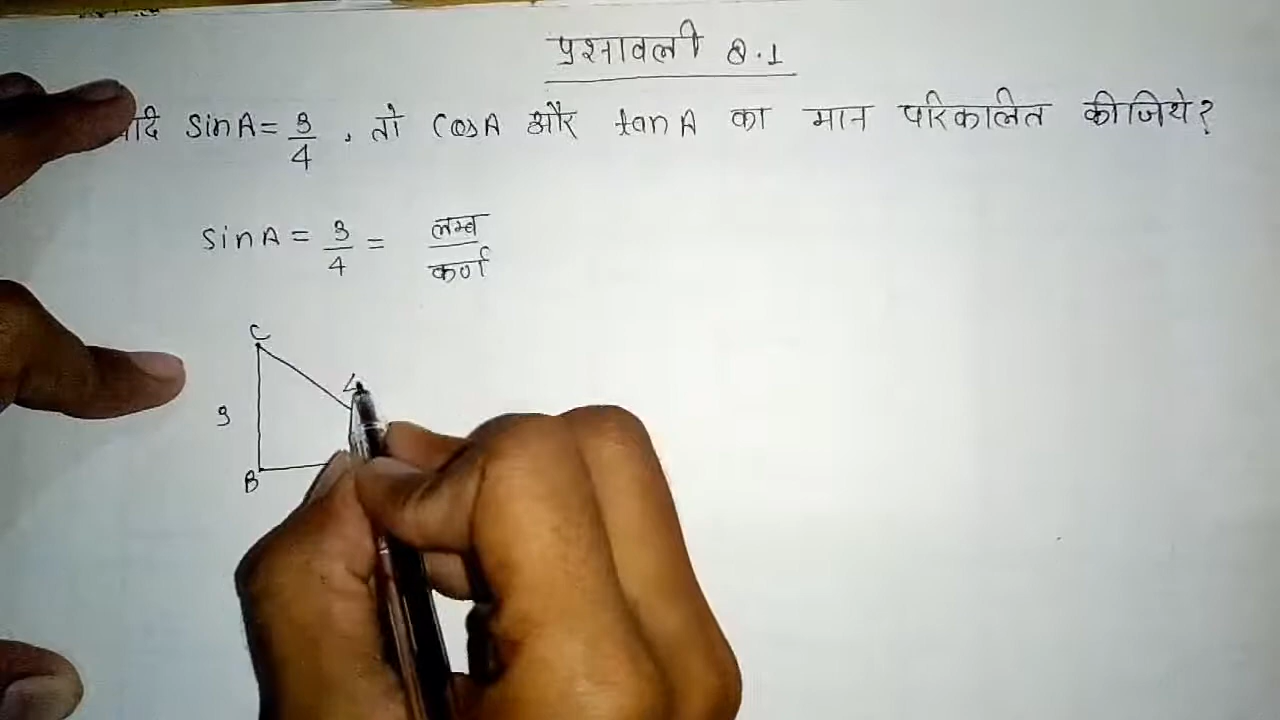 प्रश्नावली 8.1
यदि sinA = 3/4 , तो cosA और tanA का मान परिकलित कीजिये?
sinA = 3/4 = लम्ब/कर्ण
C
4
3
B